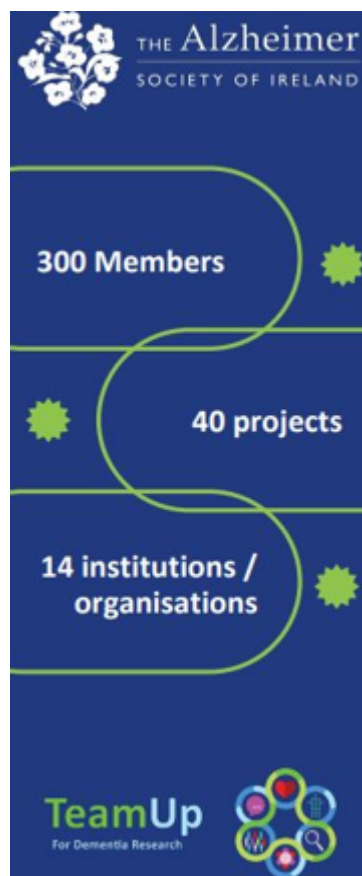 THE Alzheimer
SOCIETY OF IRELAND
300 Members
40 projects
14 institutions /
organisations
TeamUp
For Dementia Research